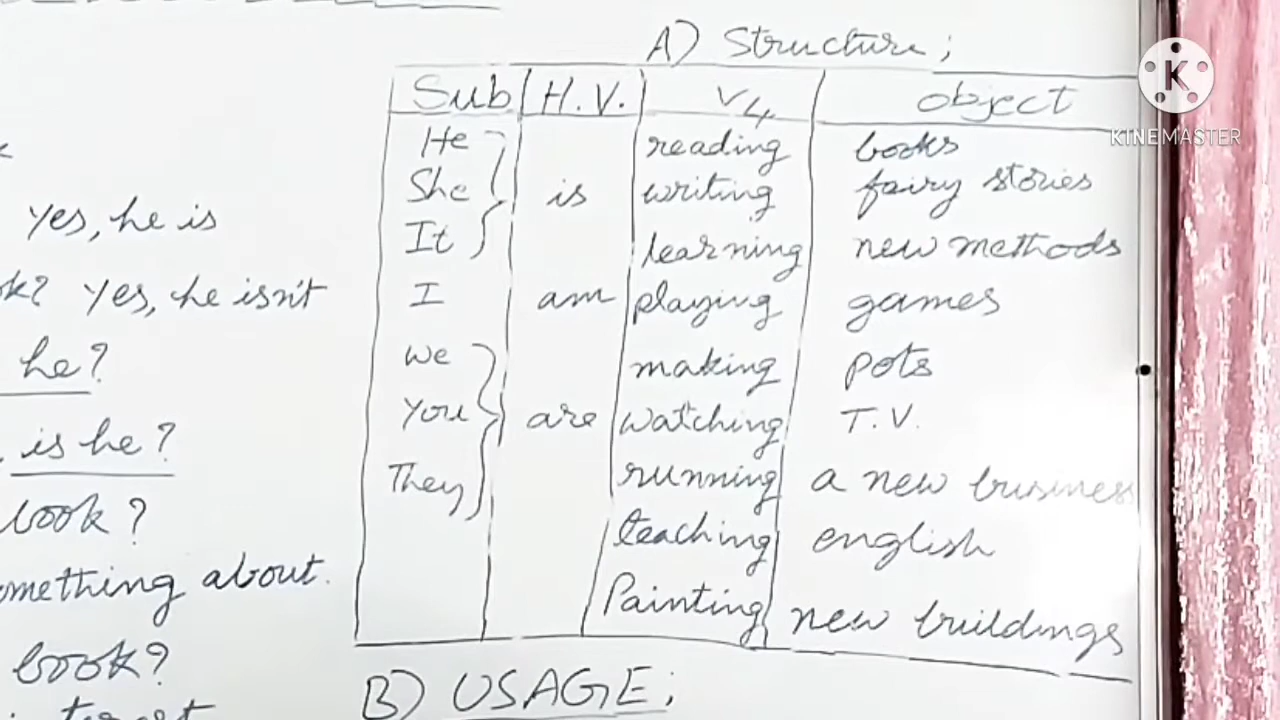 A) Structure;
Sub H.V. V4 object
He reading books
She is writing fairy stories
It learning new methods
I am playing games
We making pots
You are watching T.V.
They running a new business
teaching english
Painting new buildings
B) USAGE;
yes, he is
ok? yes, he isn't
he?
is he?
book?
omething about.
book?
KINEMASTER